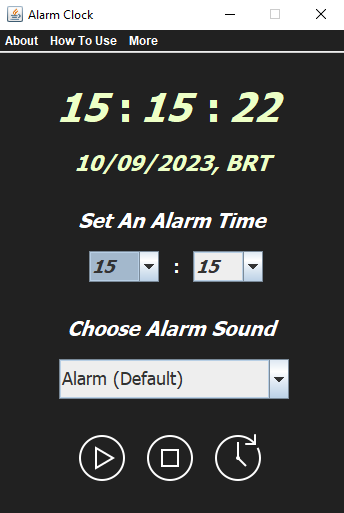 Alarm Clock
About How To Use More
15 : 15 : 22
10/09/2023, BRT
Set An Alarm Time
15 : 15
Choose Alarm Sound
Alarm (Default)